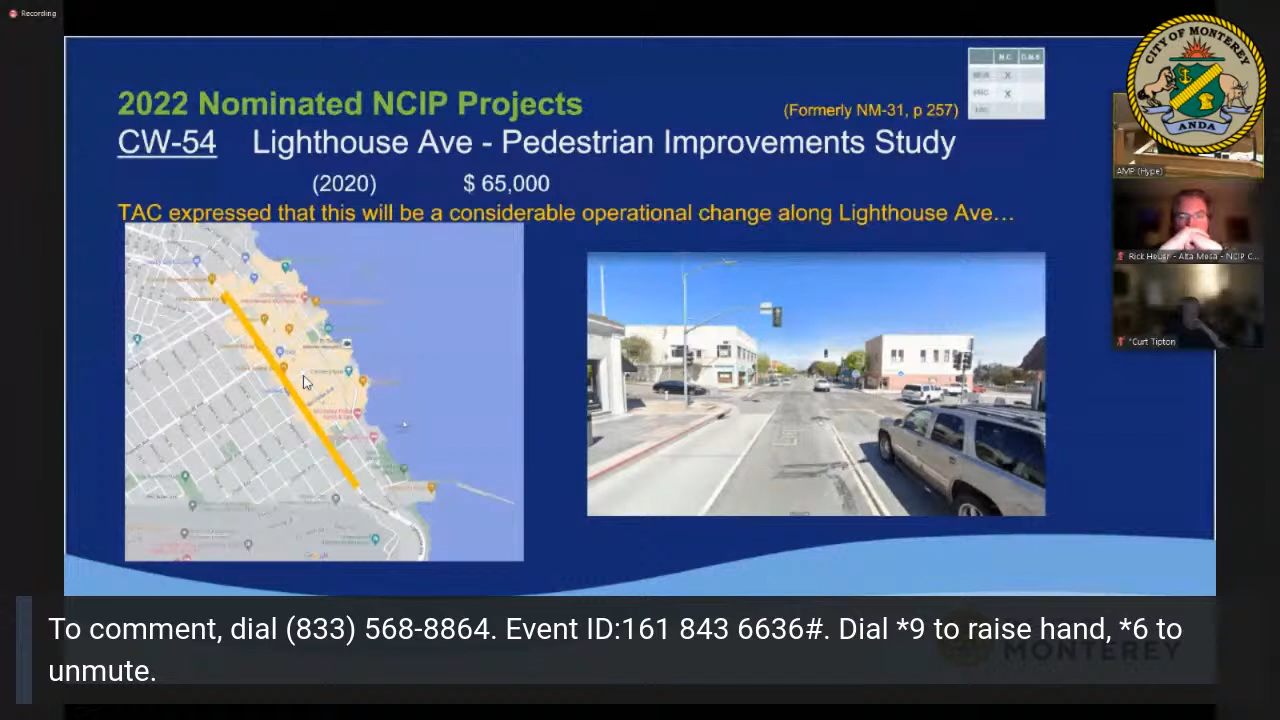 Recording
2022 Nominated NCIP Projects
(Formerly NM-31, p 257)
N.C.
X
X
CW-54 Lighthouse Ave - Pedestrian Improvements Study
(2020) $ 65,000
TAC expressed that this will be a considerable operational change along Lighthouse Ave…
CITY OF MONTEREY
ANDA
AMP (Hype)
Rick Heuer - Alta Mesa - NCIP C...
*Curt Tipton
Google
To comment, dial (833) 568-8864. Event ID:161 843 6636#. Dial *9 to raise hand, *6 to
unmute.
MONTEREY